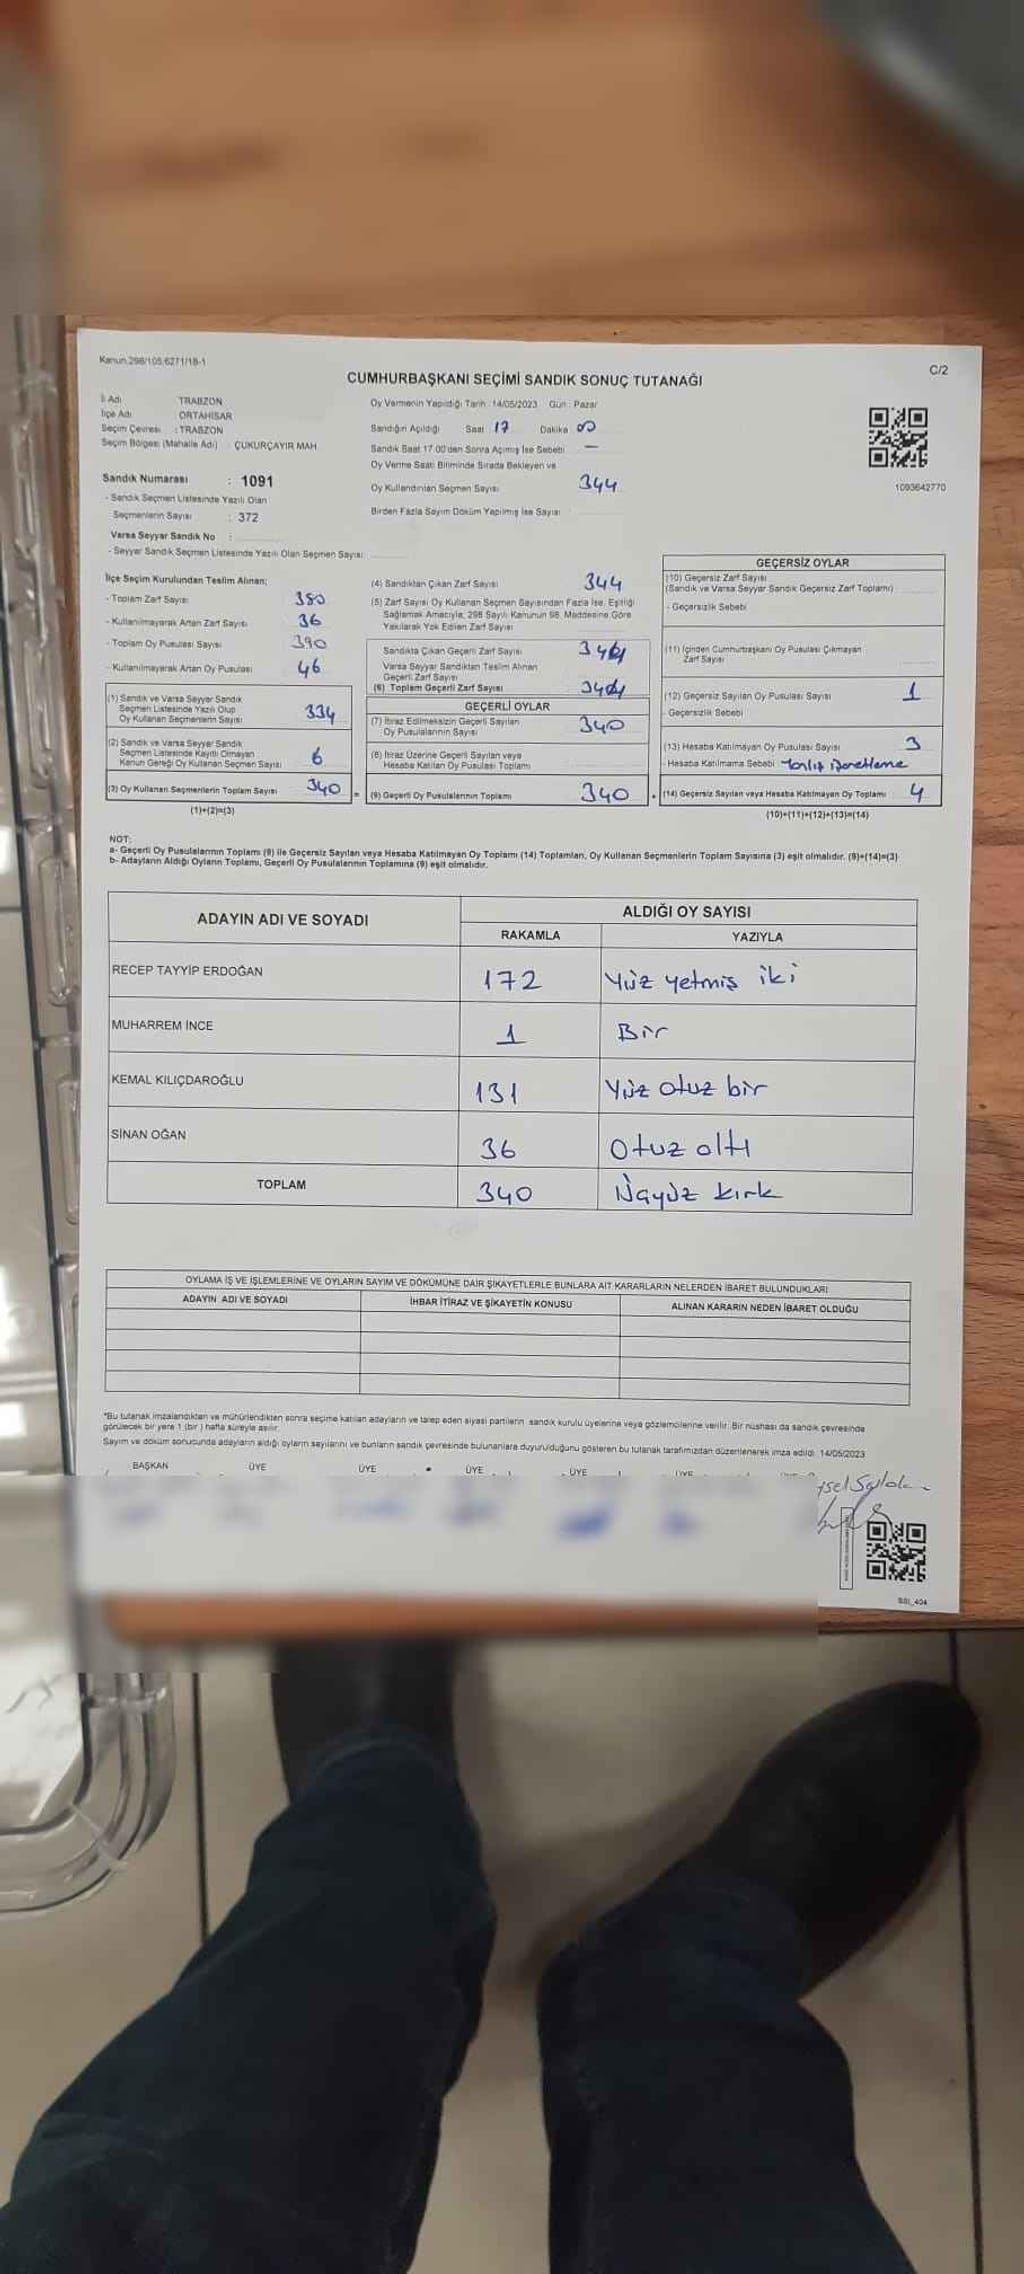 Kanun.298/105,6271/18-1
C/2
CUMHURBAŞKANI SEÇİMİ SANDIK SONUÇ TUTANAĞI
İl Adı TRABZON
İlçe Adı ORTAHİSAR
Seçim Çevresi : TRABZON
Seçim Bölgesi (Mahalle Adı) : ÇUKURÇAYIR MAH.
Oy Vermenin Yapıldığı Tarih : 14/05/2023 Gün : Pazar
Sandığın Açıldığı Saat 17 Dakika 00
Sandık Saat 17.00'den Sonra Açılmış İse Sebebi : —
Oy Verme Saati Bitiminde Sırada Bekleyen ve
Oy Kullandırılan Seçmen Sayısı 344
Birden Fazla Sayım Döküm Yapılmış İse Sayısı :
1093642770
Sandık Numarası : 1091
- Sandık Seçmen Listesinde Yazılı Olan
Seçmenlerin Sayısı : 372
Varsa Seyyar Sandık No :
- Seyyar Sandık Seçmen Listesinde Yazılı Olan Seçmen Sayısı:
İlçe Seçim Kurulundan Teslim Alınan;
- Toplam Zarf Sayısı 380
- Kullanılmayarak Artan Zarf Sayısı 36
- Toplam Oy Pusulası Sayısı 390
- Kullanılmayarak Artan Oy Pusulası 46
(1) Sandık ve Varsa Seyyar Sandık
Seçmen Listesinde Yazılı Olup
Oy Kullanan Seçmenlerin Sayısı 334
(2) Sandık ve Varsa Seyyar Sandık
Seçmen Listesinde Kayıtlı Olmayan
Kanun Gereği Oy Kullanan Seçmen Sayısı 6
(3) Oy Kullanan Seçmenlerin Toplam Sayısı 340
(1)+(2)=(3)
(4) Sandıktan Çıkan Zarf Sayısı 344
(5) Zarf Sayısı Oy Kullanan Seçmen Sayısından Fazla İse, Eşitliği
Sağlamak Amacıyla, 298 Sayılı Kanunun 98. Maddesine Göre
Yakılarak Yok Edilen Zarf Sayısı
Sandıkta Çıkan Geçerli Zarf Sayısı 344
Varsa Seyyar Sandıktan Teslim Alınan
Geçerli Zarf Sayısı
(6) Toplam Geçerli Zarf Sayısı 344
GEÇERLİ OYLAR
(7) İtiraz Edilmeksizin Geçerli Sayılan
Oy Pusulalarının Sayısı 340
(8) İtiraz Üzerine Geçerli Sayılan veya
Hesaba Katılan Oy Pusulası Toplamı
= (9) Geçerli Oy Pusulalarının Toplamı 340
GEÇERSİZ OYLAR
(10) Geçersiz Zarf Sayısı
(Sandık ve Varsa Seyyar Sandık Geçersiz Zarf Toplamı)
- Geçersizlik Sebebi
(11) İçinden Cumhurbaşkanı Oy Pusulası Çıkmayan
Zarf Sayısı
(12) Geçersiz Sayılan Oy Pusulası Sayısı 1
- Geçersizlik Sebebi
(13) Hesaba Katılmayan Oy Pusulası Sayısı 3
- Hesaba Katılmama Sebebi
+ (14) Geçersiz Sayılan veya Hesaba Katılmayan Oy Toplamı : 4
(10)+(11)+(12)+(13)=(14)
NOT:
a- Geçerli Oy Pusulalarının Toplamı (9) ile Geçersiz Sayılan veya Hesaba Katılmayan Oy Toplamı (14) Toplamları, Oy Kullanan Seçmenlerin Toplam Sayısına (3) eşit olmalıdır. (9)+(14)=(3)
b- Adayların Aldığı Oyların Toplamı, Geçerli Oy Pusulalarının Toplamına (9) eşit olmalıdır.
ADAYIN ADI VE SOYADI ALDIĞI OY SAYISI
RAKAMLA YAZIYLA
RECEP TAYYİP ERDOĞAN 172 Yüz yetmiş iki
MUHARREM İNCE 1 Bir
KEMAL KILIÇDAROĞLU 131 Yüz otuz bir
SİNAN OĞAN 36 Otuz altı
TOPLAM 340 Üçyüz kırk
OYLAMA İŞ VE İŞLEMLERİNE VE OYLARIN SAYIM VE DÖKÜMÜNE DAİR ŞİKAYETLERLE BUNLARA AİT KARARLARIN NELERDEN İBARET BULUNDUKLARI
ADAYIN ADI VE SOYADI İHBAR İTİRAZ VE ŞİKAYETİN KONUSU ALINAN KARARIN NEDEN İBARET OLDUĞU
*Bu tutanak imzalandıktan ve mühürlendikten sonra seçime katılan adayların ve talep eden siyasi partilerin sandık kurulu üyelerine veya gözlemcilerine verilir. Bir nüshası da sandık çevresinde
görülecek bir yere 1 (bir) hafta süreyle asılır.
Sayım ve döküm sonucunda adayların aldığı oyların sayılarını ve bunların sandık çevresinde bulunanlara duyurulduğunu gösteren bu tutanak tarafımızdan düzenlenerek imza edildi. 14/05/2023
BAŞKAN ÜYE ÜYE ÜYE ÜYE ÜYE
SSI_404